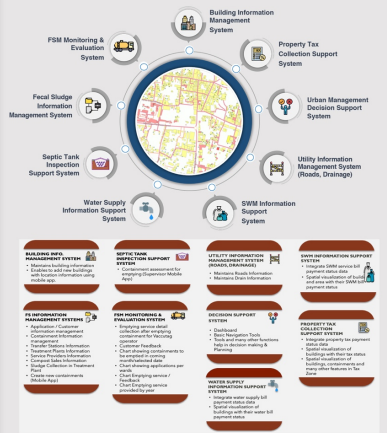 Building Information
Management
System
FSM Monitoring &
Evaluation
System
Property Tax
Collection Support
System
Fecal Sludge
Information
Management System
Urban Management
Decision Support
System
Septic Tank
Inspection
Support System
Utility Information
Management System
(Roads, Drainage)
Water Supply
Information Support
System
SWM Information
Support
System
BUILDING INFO.
MANAGEMENT
SYSTEM
• Maintains building information
• Enables to add new buildings
with location information using
mobile app.
SEPTIC TANK
INSPECTION SUPPORT
SYSTEM
• Containment assessment for
emptying (Supervisor Mobile
App)
UTILITY INFORMATION
MANAGEMENT SYSTEM
(ROADS, DRAINAGE)
• Maintains Roads Information
• Maintains Drain Information
SWM INFORMATION
SUPPORT SYSTEM
• Integrate SWM service bill
payment status data
• Spatial visualization of building
and area with their SWM bill
payment status
FS INFORMATION
MANAGEMENT
SYSTEMS
• Application / Customer
information management
• Containment Information
management
• Transfer Stations Information
• Treatment Plants Information
• Service Providers Information
• Compost Sales Information
• Sludge Collection in Treatment
Plant
• Create new containments
(Mobile App)
FSM MONITORING &
EVALUATION SYSTEM
• Emptying service detail
collection after emptying
containment for Vacutag
operator
• Customer Feedback
• Chart showing containments
to be emptied in coming
month/selected date
• Chart showing applications per
wards
• Chart Emptying service /
Feedback
• Chart Emptying service
provided by year
DECISION SUPPORT
SYSTEM
• Dashboard
• Basic Navigation Tools
• Tools and many other functions
help in decision making &
Planning
PROPERTY TAX
COLLECTION
SUPPORT SYSTEM
• Integrate property tax payment
status data
• Spatial visualization of
buildings with their tax status
• Spatial visualization of
buildings, containments and
many other features in Tax
Zone
WATER SUPPLY
INFORMATION SUPPORT
SYSTEM
• Integrate water supply bill
payment status data
• Spatial visualization of
buildings with their water bill
payment status